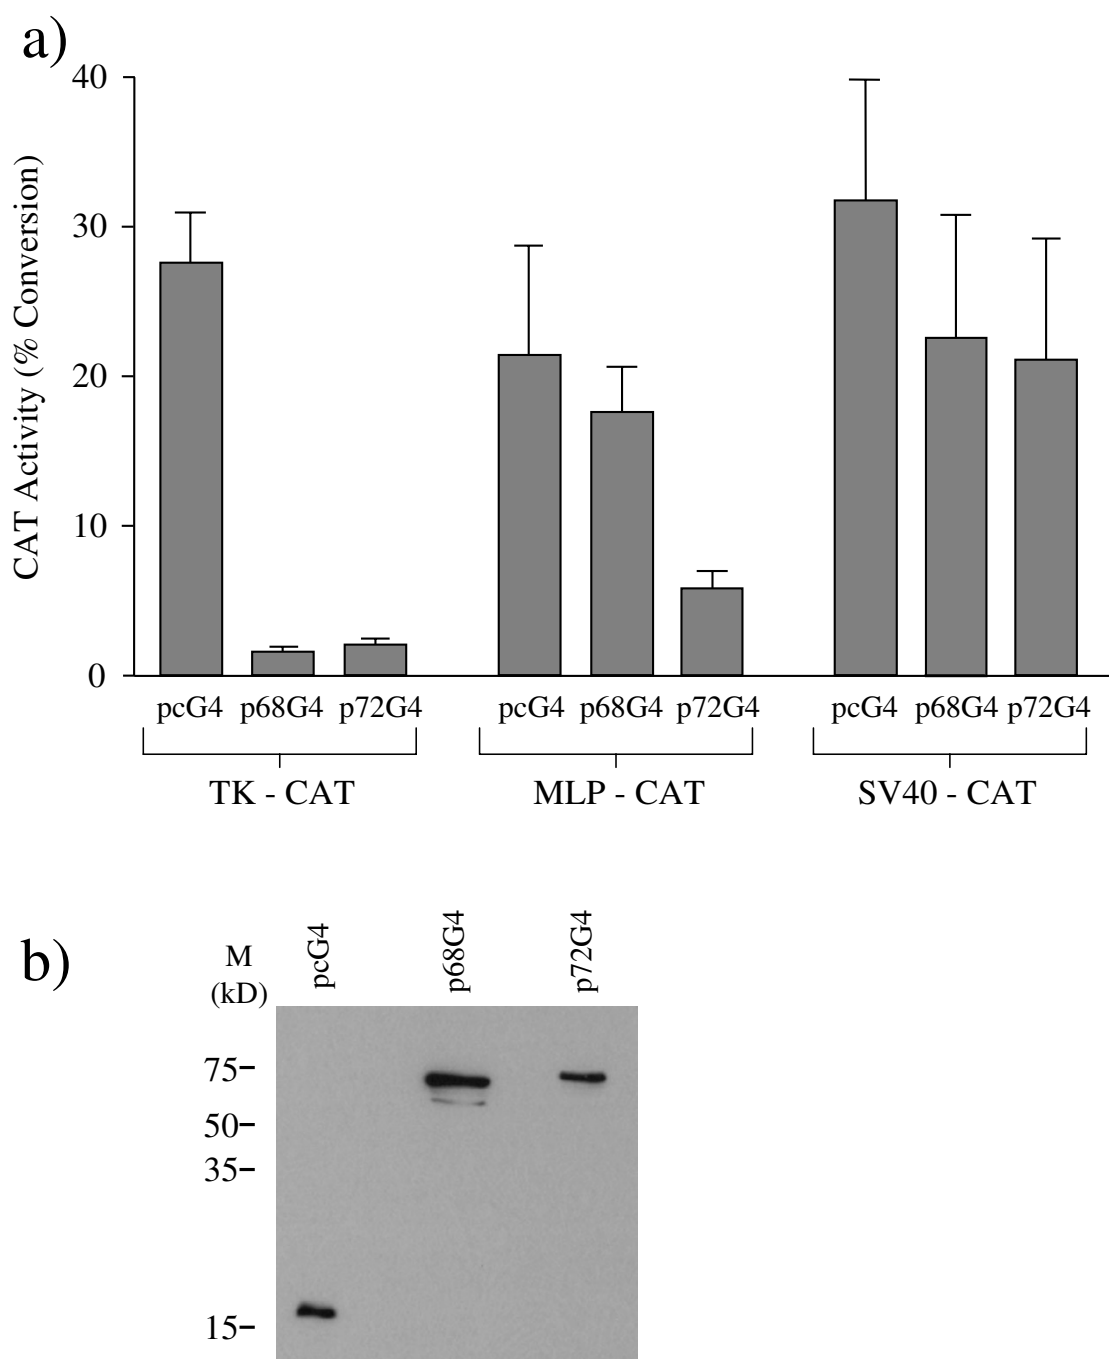 a)
CAT Activity (% Conversion)
40
30
20
10
0
pcG4 p68G4 p72G4 pcG4 p68G4 p72G4 pcG4 p68G4 p72G4
TK - CAT MLP - CAT SV40 - CAT
b)
M
(kD)
pcG4
p68G4
p72G4
75
50
35
15